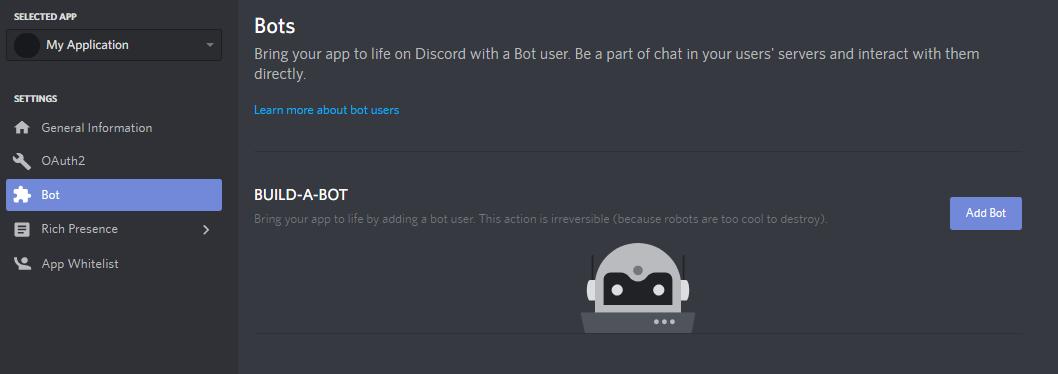 SELECTED APP
My Application
SETTINGS
General Information
OAuth2
Bot
Rich Presence
App Whitelist
Bots
Bring your app to life on Discord with a Bot user. Be a part of chat in your users' servers and interact with them
directly.
Learn more about bot users
BUILD-A-BOT
Bring your app to life by adding a bot user. This action is irreversible (because robots are too cool to destroy).
Add Bot